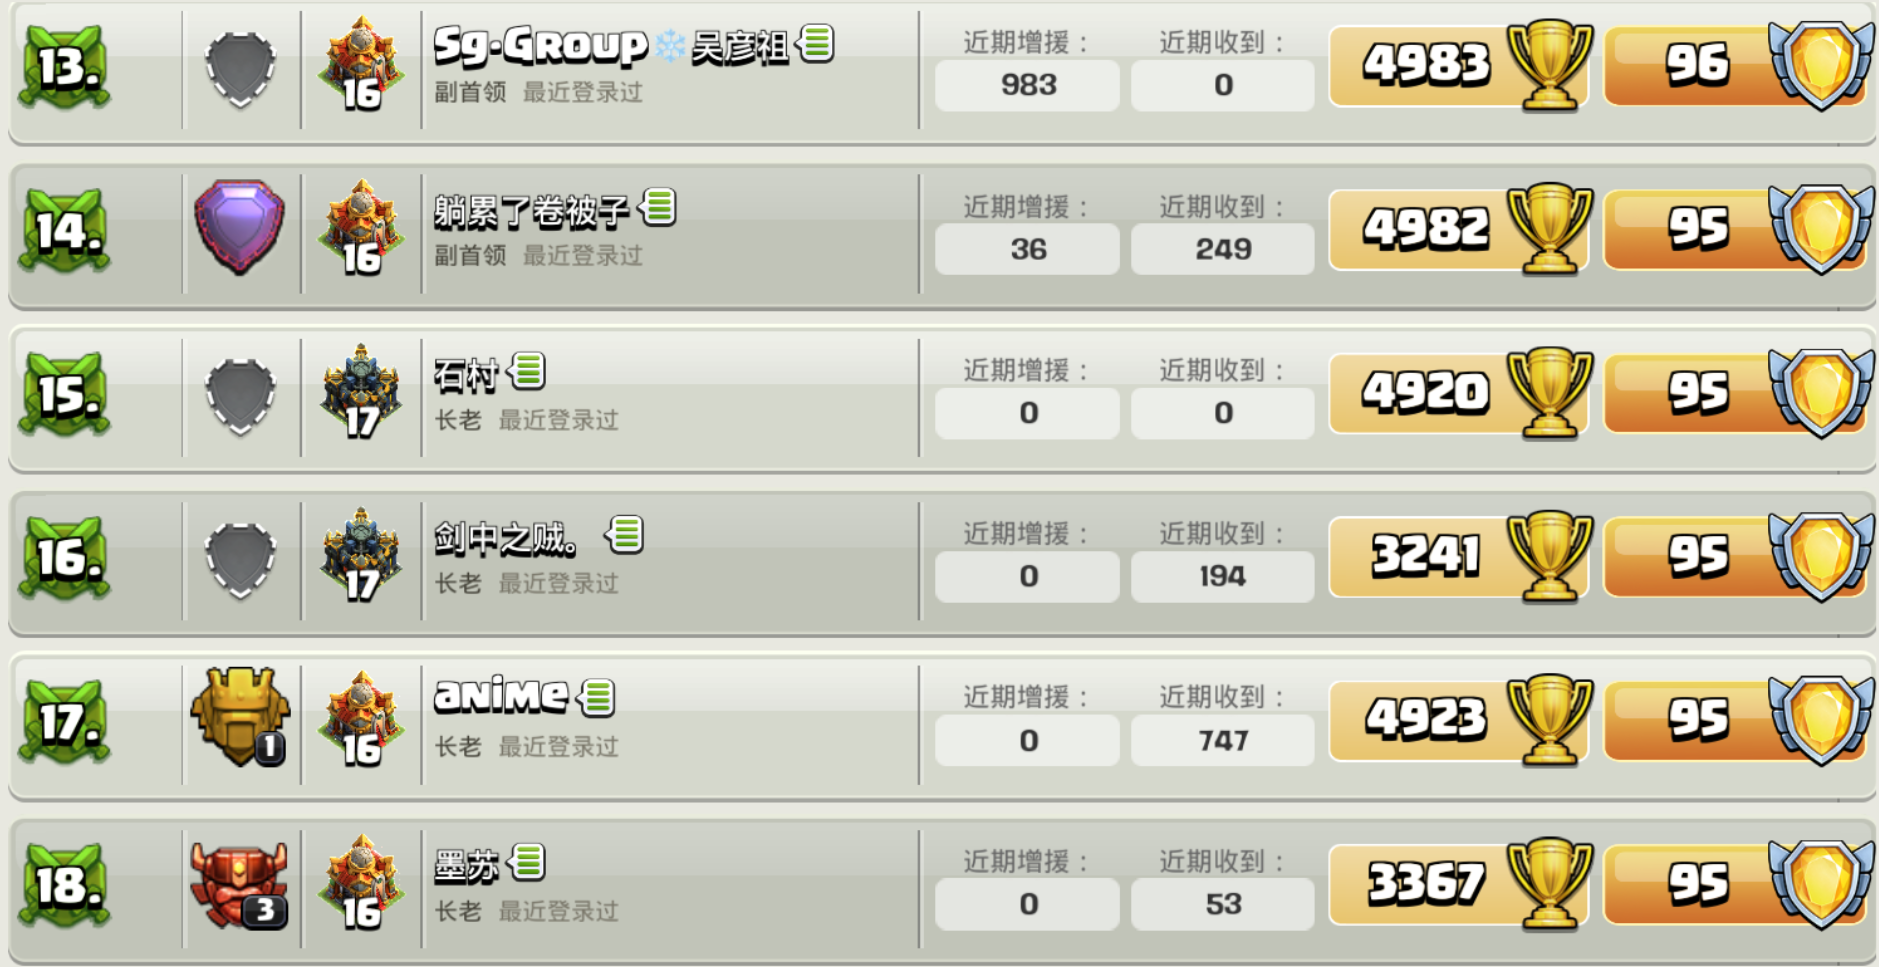 13.
16
Sg-Group❄吴彦祖
副首领 最近登录过
近期增援: 近期收到:
983 0
4983
96
14.
16
躺累了卷被子
副首领 最近登录过
近期增援: 近期收到:
36 249
4982
95
15.
17
石村
长老 最近登录过
近期增援: 近期收到:
0 0
4920
95
16.
17
剑中之贼。
长老 最近登录过
近期增援: 近期收到:
0 194
3241
95
17.
1
16
anime
长老 最近登录过
近期增援: 近期收到:
0 747
4923
95
18.
3
16
墨苏
长老 最近登录过
近期增援: 近期收到:
0 53
3367
95